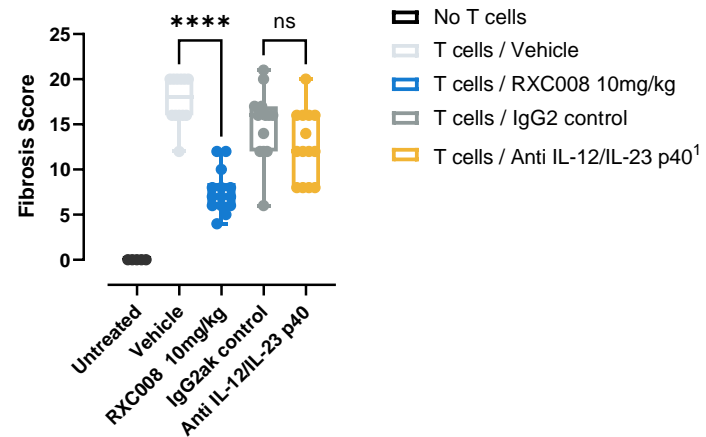 **** ns
25
20
15
10
5
0
Fibrosis Score
Untreated
Vehicle
RXC008 10mg/kg
IgG2ak control
Anti IL-12/IL-23 p40
No T cells
T cells / Vehicle
T cells / RXC008 10mg/kg
T cells / IgG2 control
T cells / Anti IL-12/IL-23 p40¹